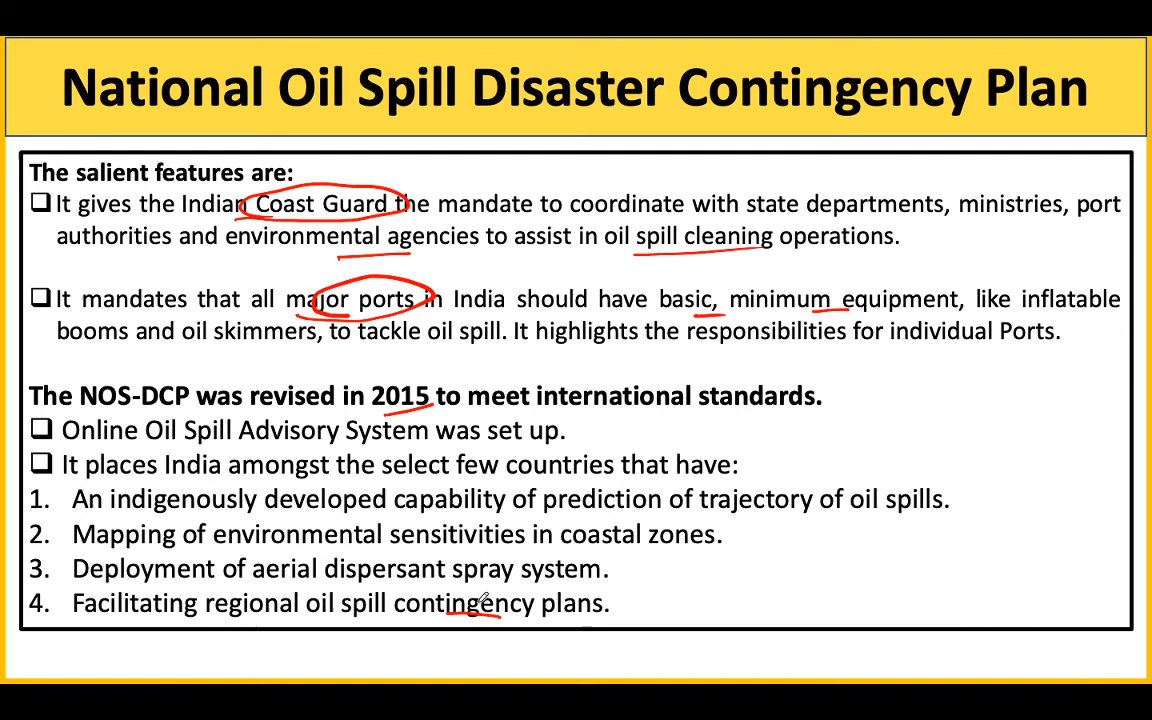 National Oil Spill Disaster Contingency Plan
The salient features are:
❑ It gives the Indian Coast Guard the mandate to coordinate with state departments, ministries, port
authorities and environmental agencies to assist in oil spill cleaning operations.
❑ It mandates that all major ports in India should have basic, minimum equipment, like inflatable
booms and oil skimmers, to tackle oil spill. It highlights the responsibilities for individual Ports.
The NOS-DCP was revised in 2015 to meet international standards.
❑ Online Oil Spill Advisory System was set up.
❑ It places India amongst the select few countries that have:
1. An indigenously developed capability of prediction of trajectory of oil spills.
2. Mapping of environmental sensitivities in coastal zones.
3. Deployment of aerial dispersant spray system.
4. Facilitating regional oil spill contingency plans.